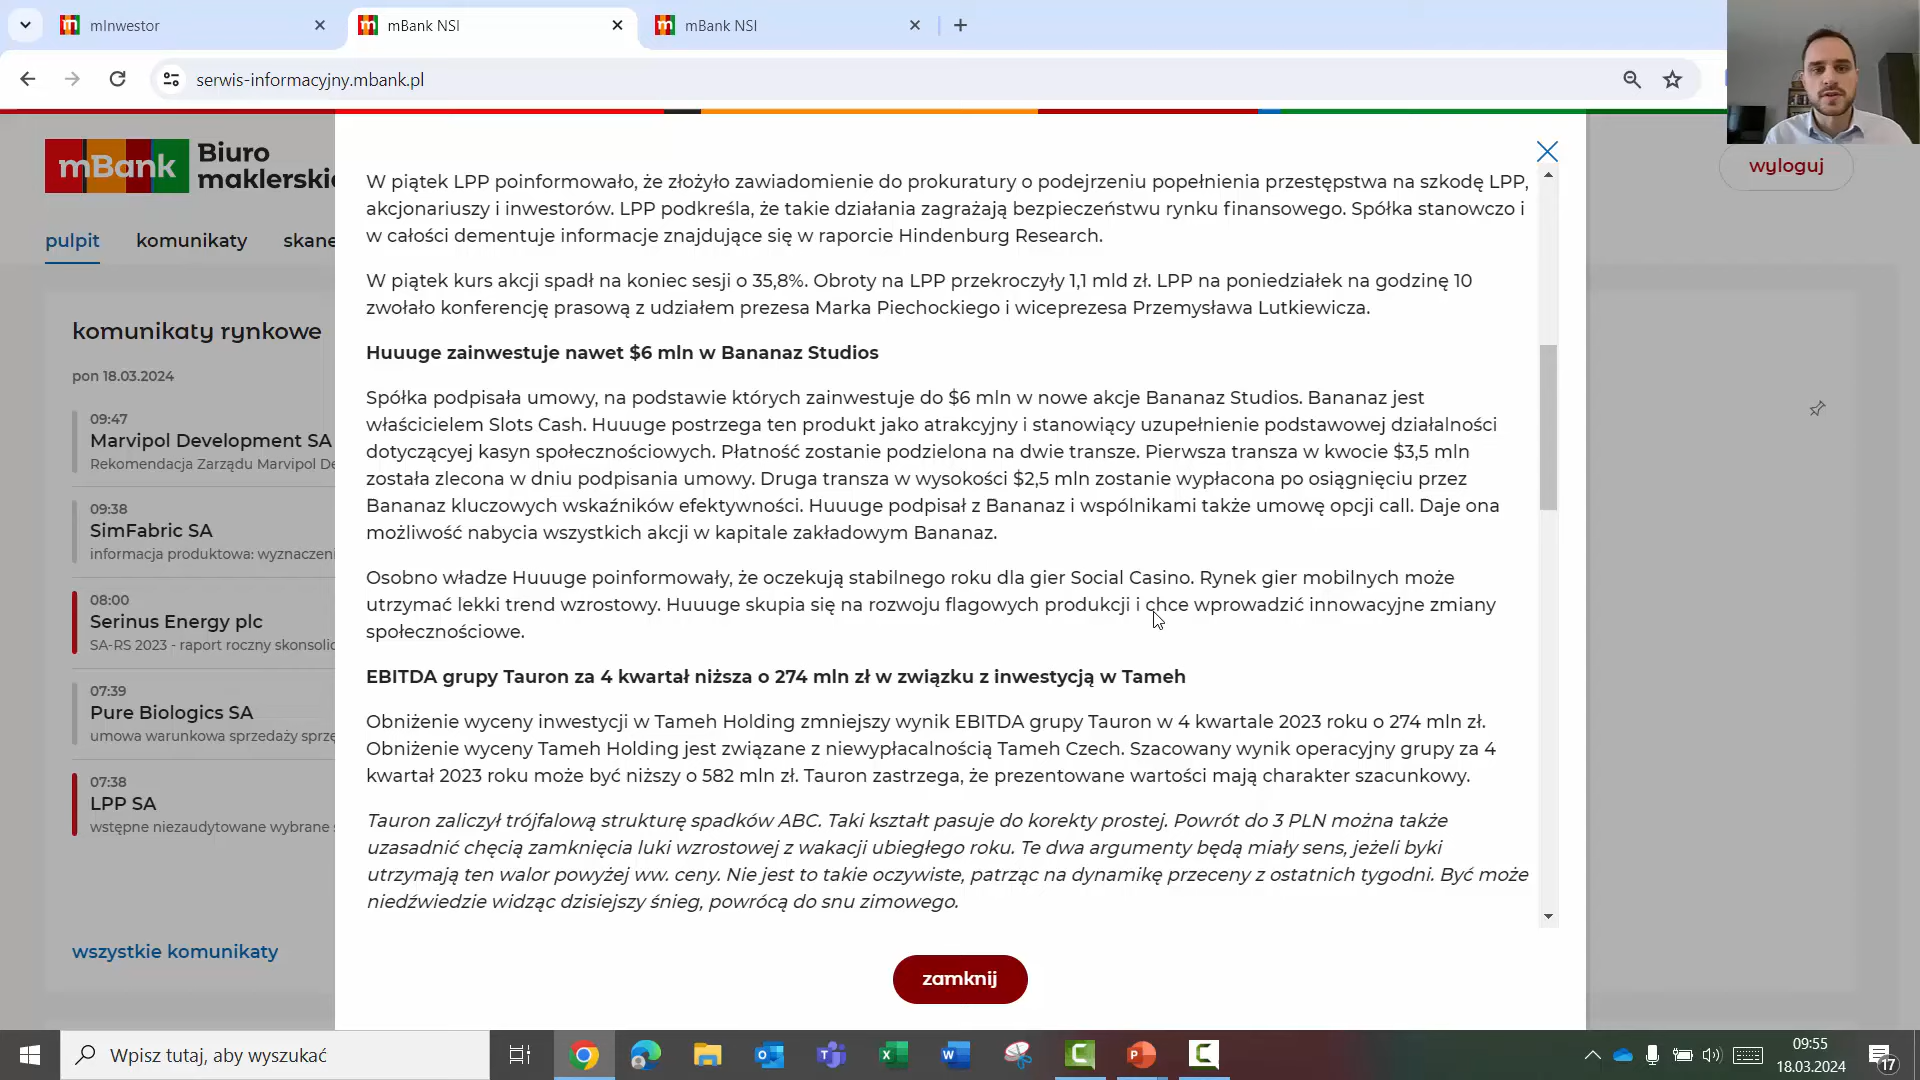 mInwestor
mBank NSI
mBank NSI
serwis-informacyjny.mbank.pl
mBank
Biuro
maklerskie
wyloguj
pulpit
komunaty
skane
komunikaty rynkowe
pon 18.03.2024
09:47
Marvipol Development SA
Rekomendacja Zarządu Marvipol De
09:38
SimFabric SA
informacja produktowa: wyznaczeni
08:00
Serinus Energy plc
SA-RS 2023 - raport roczny skonsolic
07:39
Pure Biologics SA
umowa warunkowa sprzedaży sprzę
07:38
LPP SA
wstępne niezaudytowane wybrane
wszystkie komunikaty
W piątek LPP poinformowało, że złożyło zawiadomienie do prokuratury o podejrzeniu popełnienia przestępstwa na szkodę LPP,
akcjonariuszy i inwestorów. LPP podkreśla, że takie działania zagrażają bezpieczeństwu rynku finansowego. Spółka stanowczo i
w całości dementuje informacje znajdujące się w raporcie Hindenburg Research.
W piątek kurs akcji spadł na koniec sesji o 35,8%. Obroty na LPP przekroczyły 1,1 mld zł. LPP na poniedziałek na godzinę 10
zwołało konferencję prasową z udziałem prezesa Marka Piechockiego i wiceprezesa Przemysława Lutkiewicza.
Huuuge zainwestuje nawet $6 mln w Bananaz Studios
Spółka podpisała umowy, na podstawie których zainwestuje do $6 mln w nowe akcje Bananaz Studios. Bananaz jest
właścicielem Slots Cash. Huuuge postrzega ten produkt jako atrakcyjny i stanowiący uzupełnienie podstawowej działalności
dotyczącyej kasyn społecznościowych. Płatność zostanie podzielona na dwie transze. Pierwsza transza w kwocie $3,5 mln
została zlecona w dniu podpisania umowy. Druga transza w wysokości $2,5 mln zostanie wypłacona po osiągnięciu przez
Bananaz kluczowych wskaźników efektywności. Huuuge podpisał z Bananaz i wspólnikami także umowę opcji call. Daje ona
możliwość nabycia wszystkich akcji w kapitale zakładowym Bananaz.
Osobno władze Huuuge poinformowały, że oczekują stabilnego roku dla gier Social Casino. Rynek gier mobilnych może
utrzymać lekki trend wzrostowy. Huuuge skupia się na rozwoju flagowych produkcji i chce wprowadzić innowacyjne zmiany
społecznościowe.
EBITDA grupy Tauron za 4 kwartał niższa o 274 mln zł w związku z inwestycją w Tameh
Obniżenie wyceny inwestycji w Tameh Holding zmniejszy wynik EBITDA grupy Tauron w 4 kwartale 2023 roku o 274 mln zł.
Obniżenie wyceny Tameh Holding jest związane z niewypłacalnością Tameh Czech. Szacowany wynik operacyjny grupy za 4
kwartał 2023 roku może być niższy o 582 mln zł. Tauron zastrzega, że prezentowane wartości mają charakter szacunkowy.
Tauron zaliczył trójfalową strukturę spadków ABC. Taki kształt pasuje do korekty prostej. Powrót do 3 PLN można także
uzasadnić chęcią zamknięcia luki wzrostowej z wakacji ubiegłego roku. Te dwa argumenty będą miały sens, jeżeli byki
utrzymają ten walor powyżej ww. ceny. Nie jest to takie oczywiste, patrząc na dynamikę przeceny z ostatnich tygodni. Być może
niedźwiedzie widząc dzisiejszy śnieg, powrócą do snu zimowego.
zamknij
Wpisz tutaj, aby wyszukać
09:55
18.03.2024
17